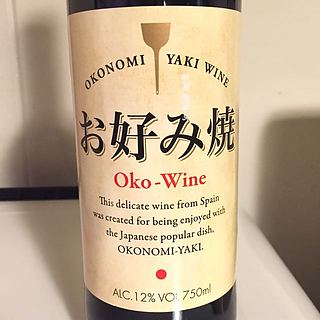 OKONOMI YAKI WINE
お好み焼
Oko-Wine
This delicate wine from Spain
was created for being enjoyed with
the Japanese popular dish,
OKONOMI-YAKI.
ALC.12% VOL 750ml